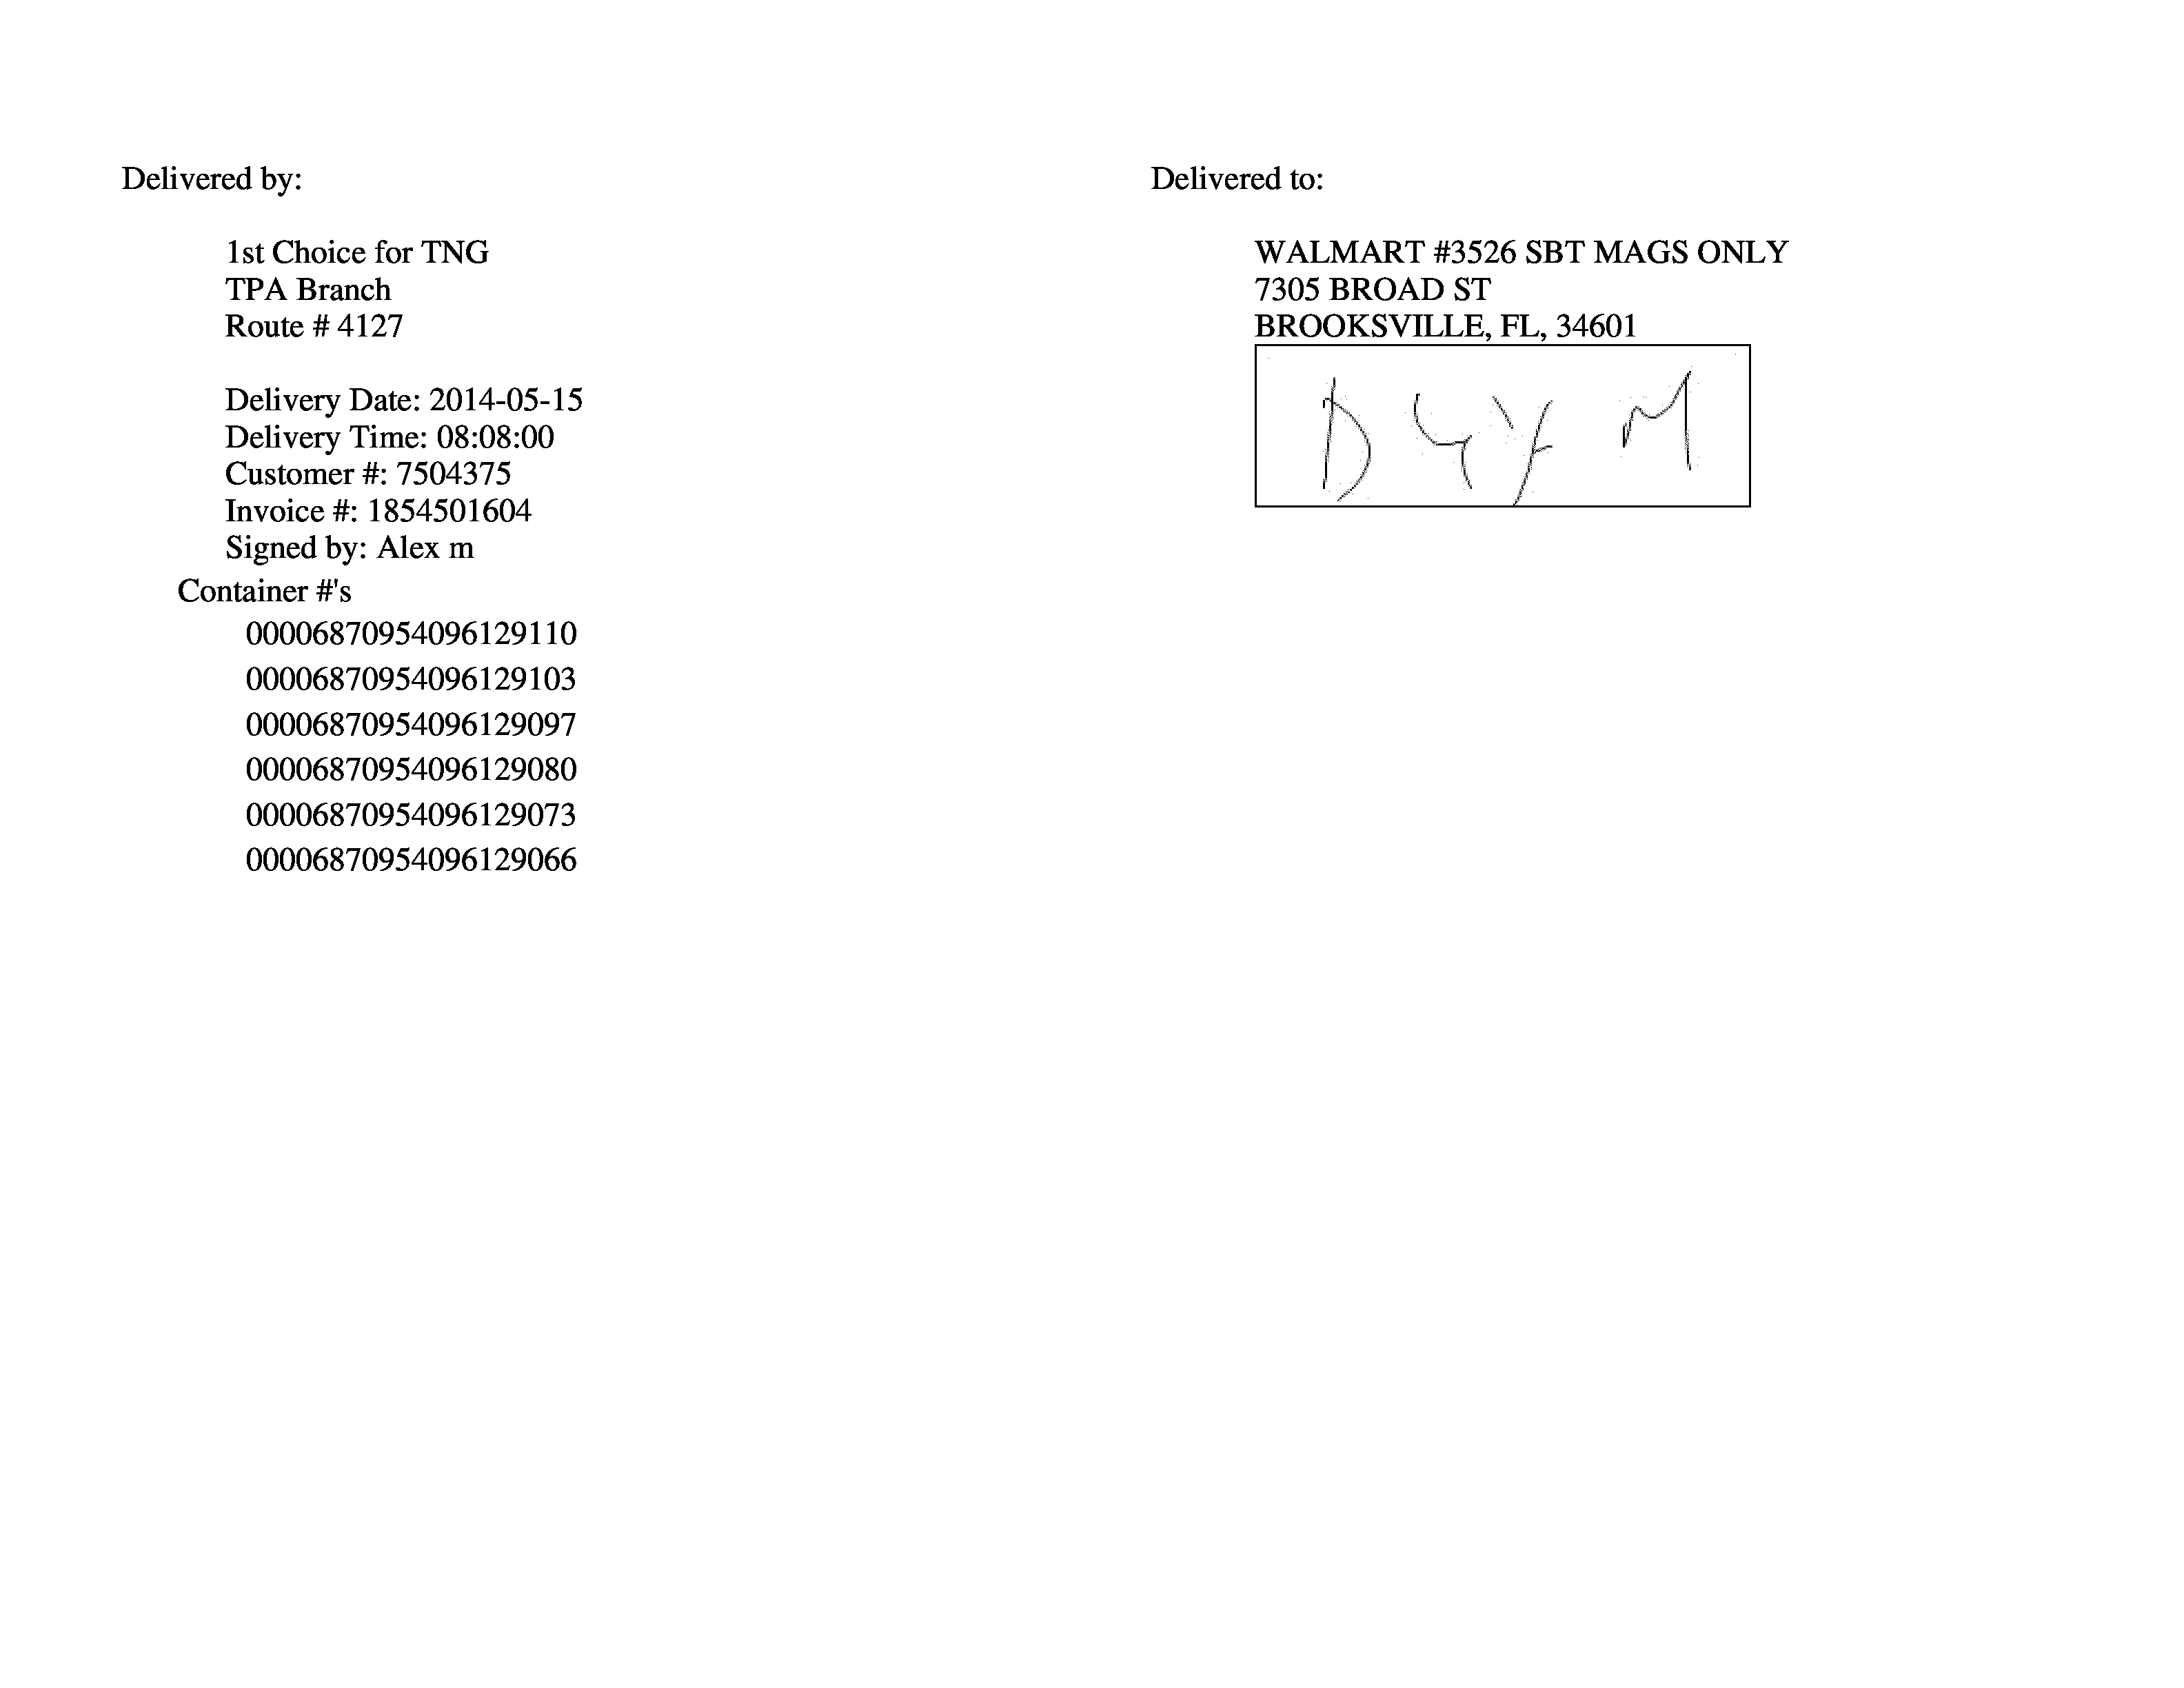 Delivered by:
1st Choice for TNG
TPA Branch
Route # 4127
Delivery Date: 2014-05-15
Delivery Time: 08:08:00
Customer #: 7504375
Invoice #: 1854501604
Signed by: Alex m
Container #'s
00006870954096129110
00006870954096129103
00006870954096129097
00006870954096129080
00006870954096129073
00006870954096129066
Delivered to:
WALMART #3526 SBT MAGS ONLY
7305 BROAD ST
BROOKSVILLE, FL, 34601